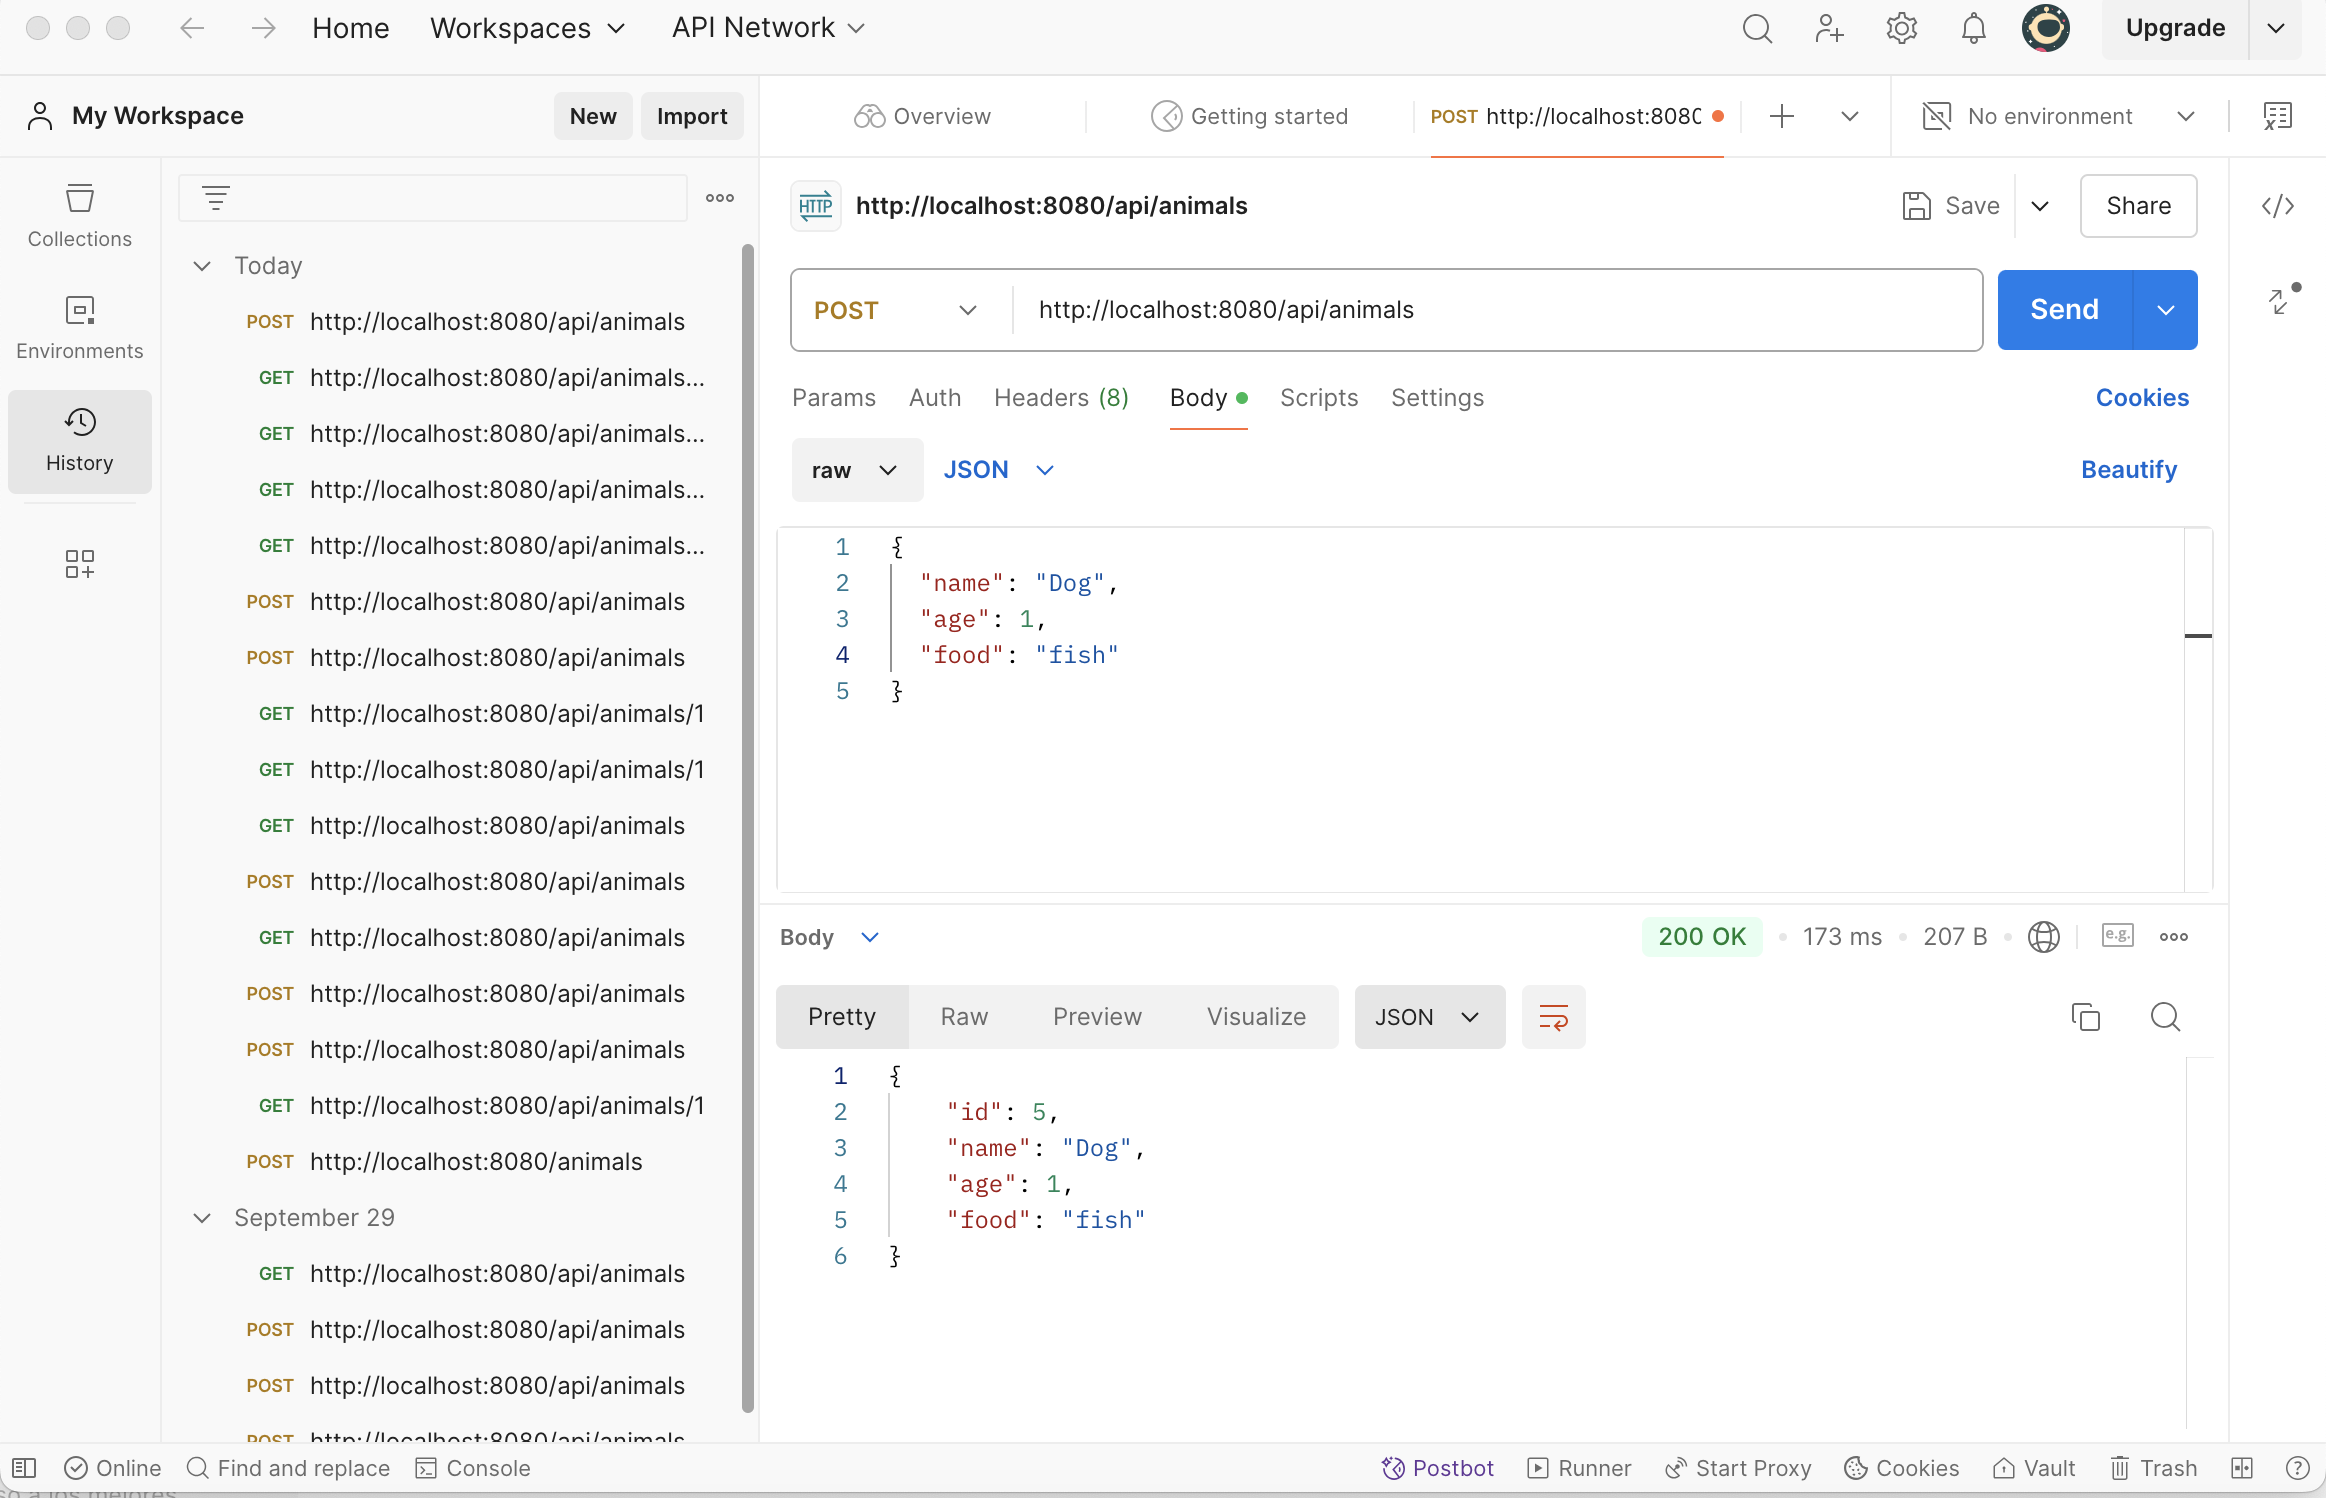 Home Workspaces API Network Upgrade
My Workspace New Import
Overview Getting started POST http://localhost:8080 No environment
Collections
Environments
History
Today
POST http://localhost:8080/api/animals
GET http://localhost:8080/api/animals...
GET http://localhost:8080/api/animals...
GET http://localhost:8080/api/animals...
GET http://localhost:8080/api/animals...
POST http://localhost:8080/api/animals
POST http://localhost:8080/api/animals
GET http://localhost:8080/api/animals/1
GET http://localhost:8080/api/animals/1
GET http://localhost:8080/api/animals
POST http://localhost:8080/api/animals
GET http://localhost:8080/api/animals
POST http://localhost:8080/api/animals
POST http://localhost:8080/api/animals
GET http://localhost:8080/api/animals/1
POST http://localhost:8080/animals
September 29
GET http://localhost:8080/api/animals
POST http://localhost:8080/api/animals
POST http://localhost:8080/api/animals
POST http://localhost:8080/api/animals
HTTP http://localhost:8080/api/animals Save Share
POST http://localhost:8080/api/animals Send
Params Auth Headers (8) Body Scripts Settings Cookies
raw JSON Beautify
1 {
2 "name": "Dog",
3 "age": 1,
4 "food": "fish"
5 }
Body 200 OK 173 ms 207 B e.g.
Pretty Raw Preview Visualize JSON
1 {
2 "id": 5,
3 "name": "Dog",
4 "age": 1,
5 "food": "fish"
6 }
Online Find and replace Console Postbot Runner Start Proxy Cookies Vault Trash